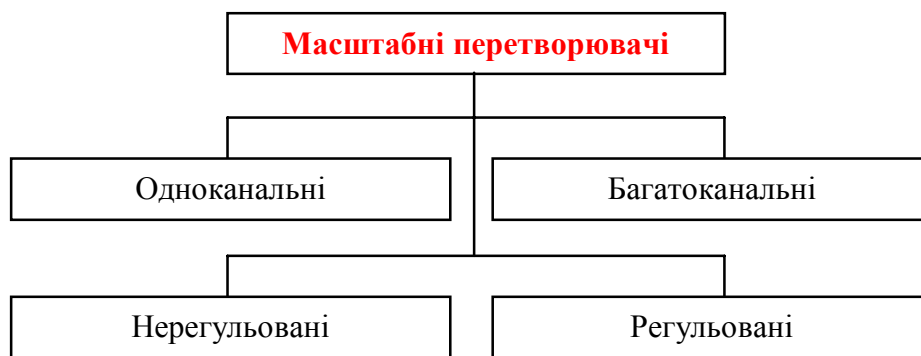 Масштабні перетворювачі
Одноканальні
Багатоканальні
Нерегульовані
Регульовані